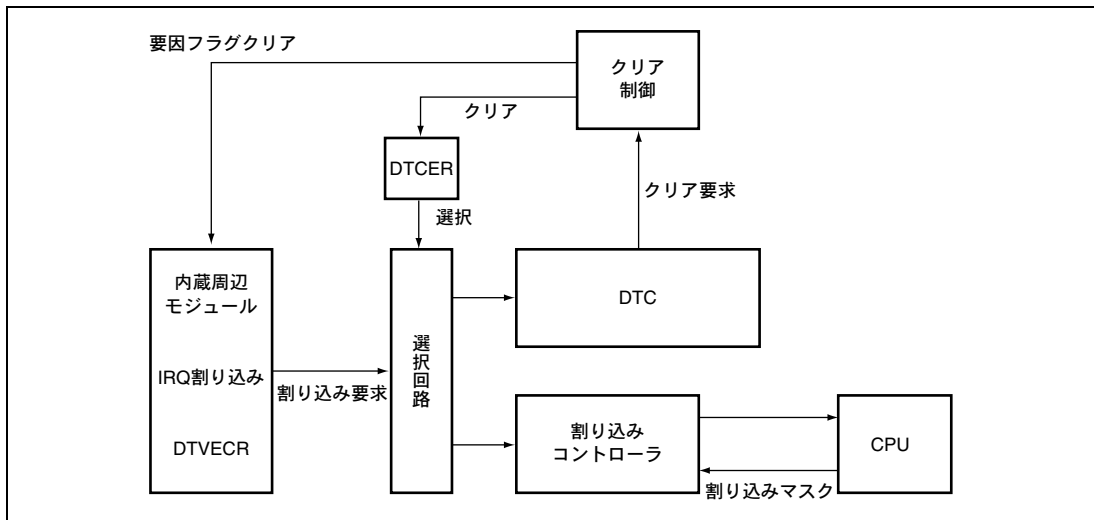 要因フラグクリア
クリア
制御
クリア
DTCER
クリア要求
選択
内蔵周辺
モジュール
DTC
選択回路
IRQ割り込み
割り込み要求
割り込み
コントローラ
CPU
DTVECR
割り込みマスク